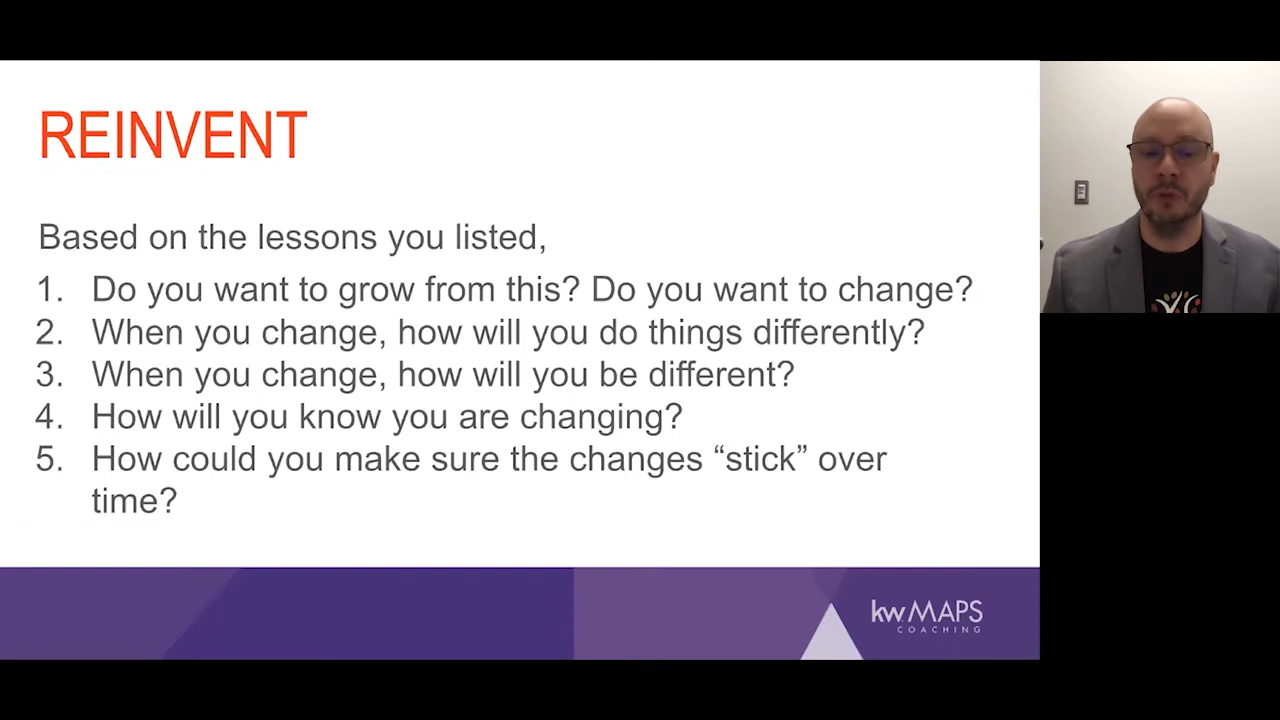 REINVENT
Based on the lessons you listed,
1. Do you want to grow from this? Do you want to change?
2. When you change, how will you do things differently?
3. When you change, how will you be different?
4. How will you know you are changing?
5. How could you make sure the changes “stick” over
time?
kw MAPS
COACHING